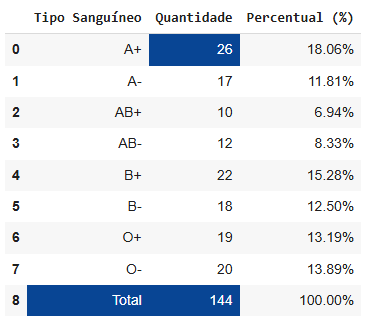 Tipo Sanguíneo Quantidade Percentual (%)
0 A+ 26 18.06%
1 A- 17 11.81%
2 AB+ 10 6.94%
3 AB- 12 8.33%
4 B+ 22 15.28%
5 B- 18 12.50%
6 O+ 19 13.19%
7 O- 20 13.89%
8 Total 144 100.00%